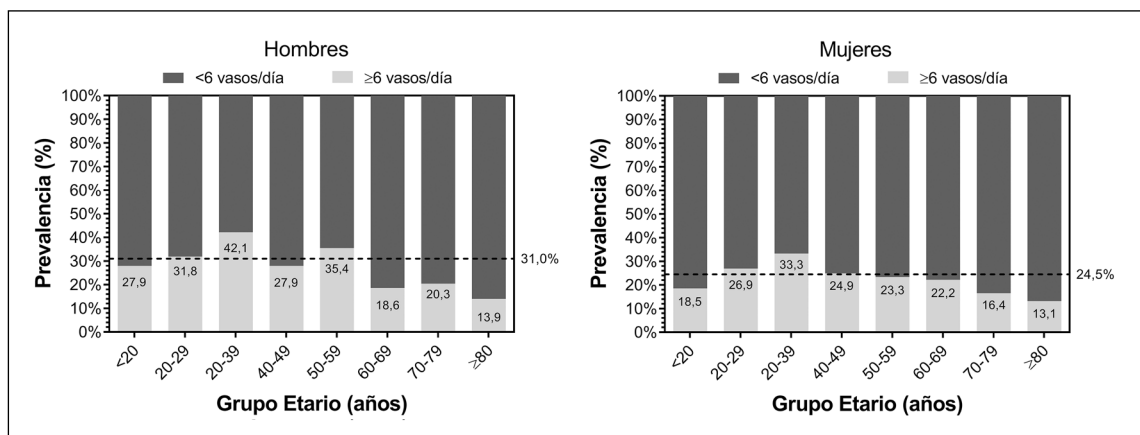 Hombres
<6 vasos/día ≥6 vasos/día
Prevalencia (%)
100%
90%
80%
70%
60%
50%
40%
30%
20%
10%
0%
27,9 31,8 42,1 27,9 35,4 18,6 20,3 13,9
31,0%
<20 20-29 20-39 40-49 50-59 60-69 70-79 ≥80
Grupo Etario (años)
Mujeres
<6 vasos/día ≥6 vasos/día
Prevalencia (%)
100%
90%
80%
70%
60%
50%
40%
30%
20%
10%
0%
18,5 26,9 33,3 24,9 23,3 22,2 16,4 13,1
24,5%
<20 20-29 20-39 40-49 50-59 60-69 70-79 ≥80
Grupo Etario (años)